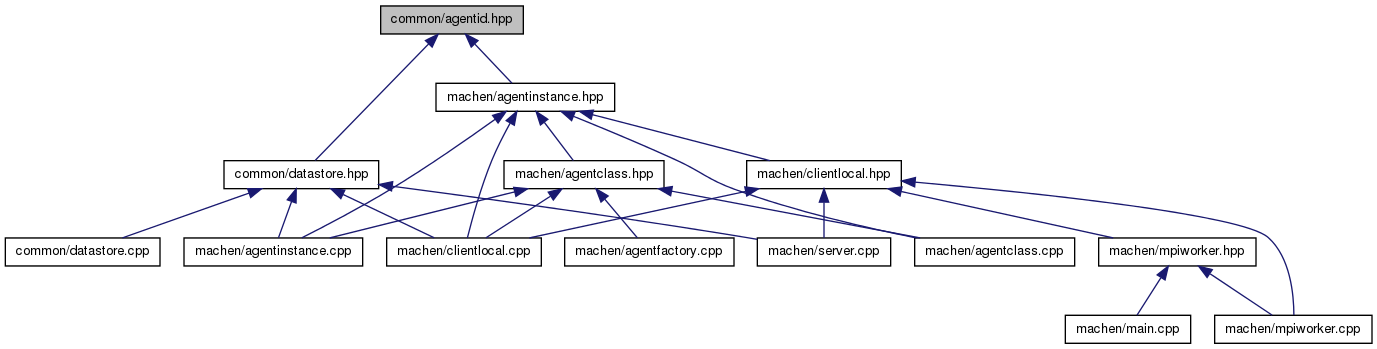 common/agentid.hpp
machen/agentinstance.hpp
common/datastore.hpp
machen/agentclass.hpp
machen/clientlocal.hpp
common/datastore.cpp
machen/agentinstance.cpp
machen/clientlocal.cpp
machen/agentfactory.cpp
machen/server.cpp
machen/agentclass.cpp
machen/mpiworker.hpp
machen/main.cpp
machen/mpiworker.cpp